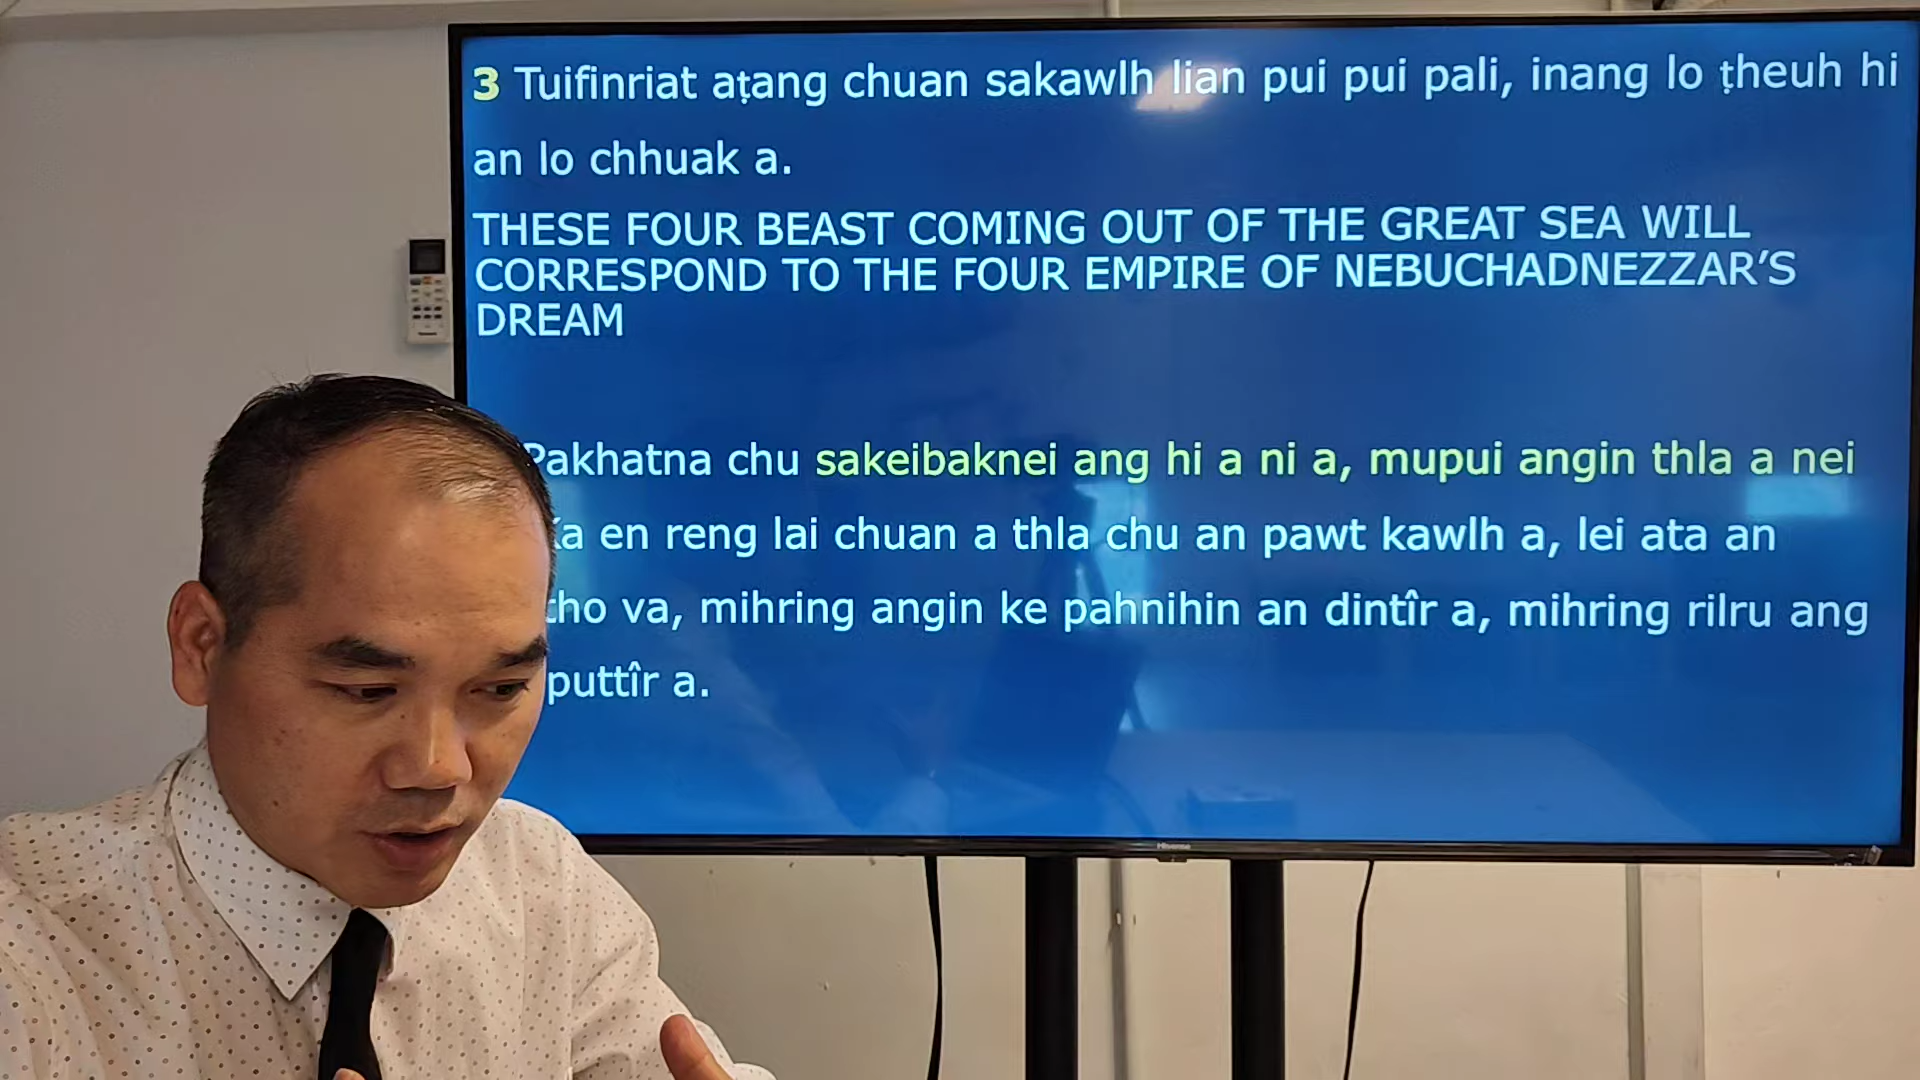 3 Tuifinriat aṭang chuan sakawlh lian pui pui pali, inang lo ṭheuh hi
an lo chhuak a.
THESE FOUR BEAST COMING OUT OF THE GREAT SEA WILL
CORRESPOND TO THE FOUR EMPIRE OF NEBUCHADNEZZAR’S
DREAM
Pakhatna chu sakeibaknei ang hi a ni a, mupui angin thla a nei
en reng lai chuan a thla chu an pawt kawlh a, lei ata an
va, mihring angin ke pahnihin an dintîr a, mihring rilru ang
puttîr a.
Hisense